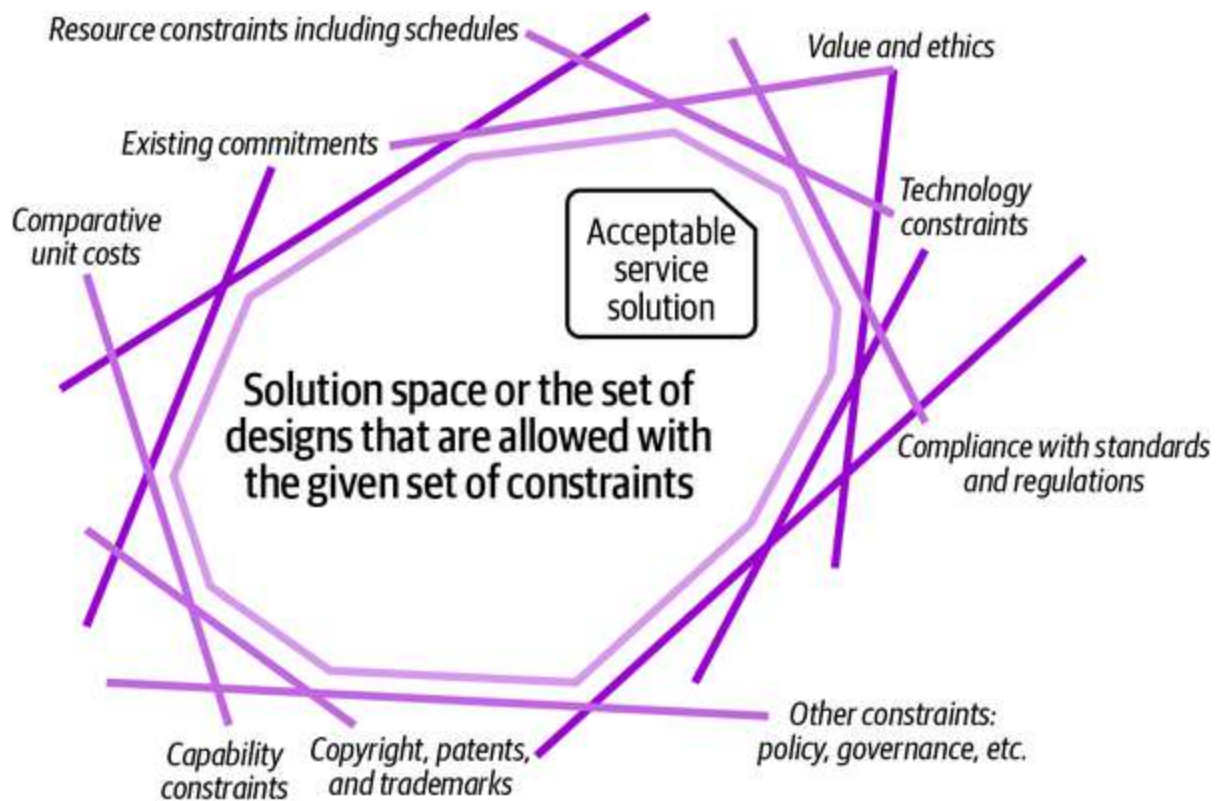 Resource constraints including schedules
Value and ethics
Existing commitments
Technology
constraints
Comparative
unit costs
Acceptable
service
solution
Solution space or the set of
designs that are allowed with
the given set of constraints
Compliance with standards
and regulations
Other constraints:
policy, governance, etc.
Capability
constraints
Copyright, patents,
and trademarks